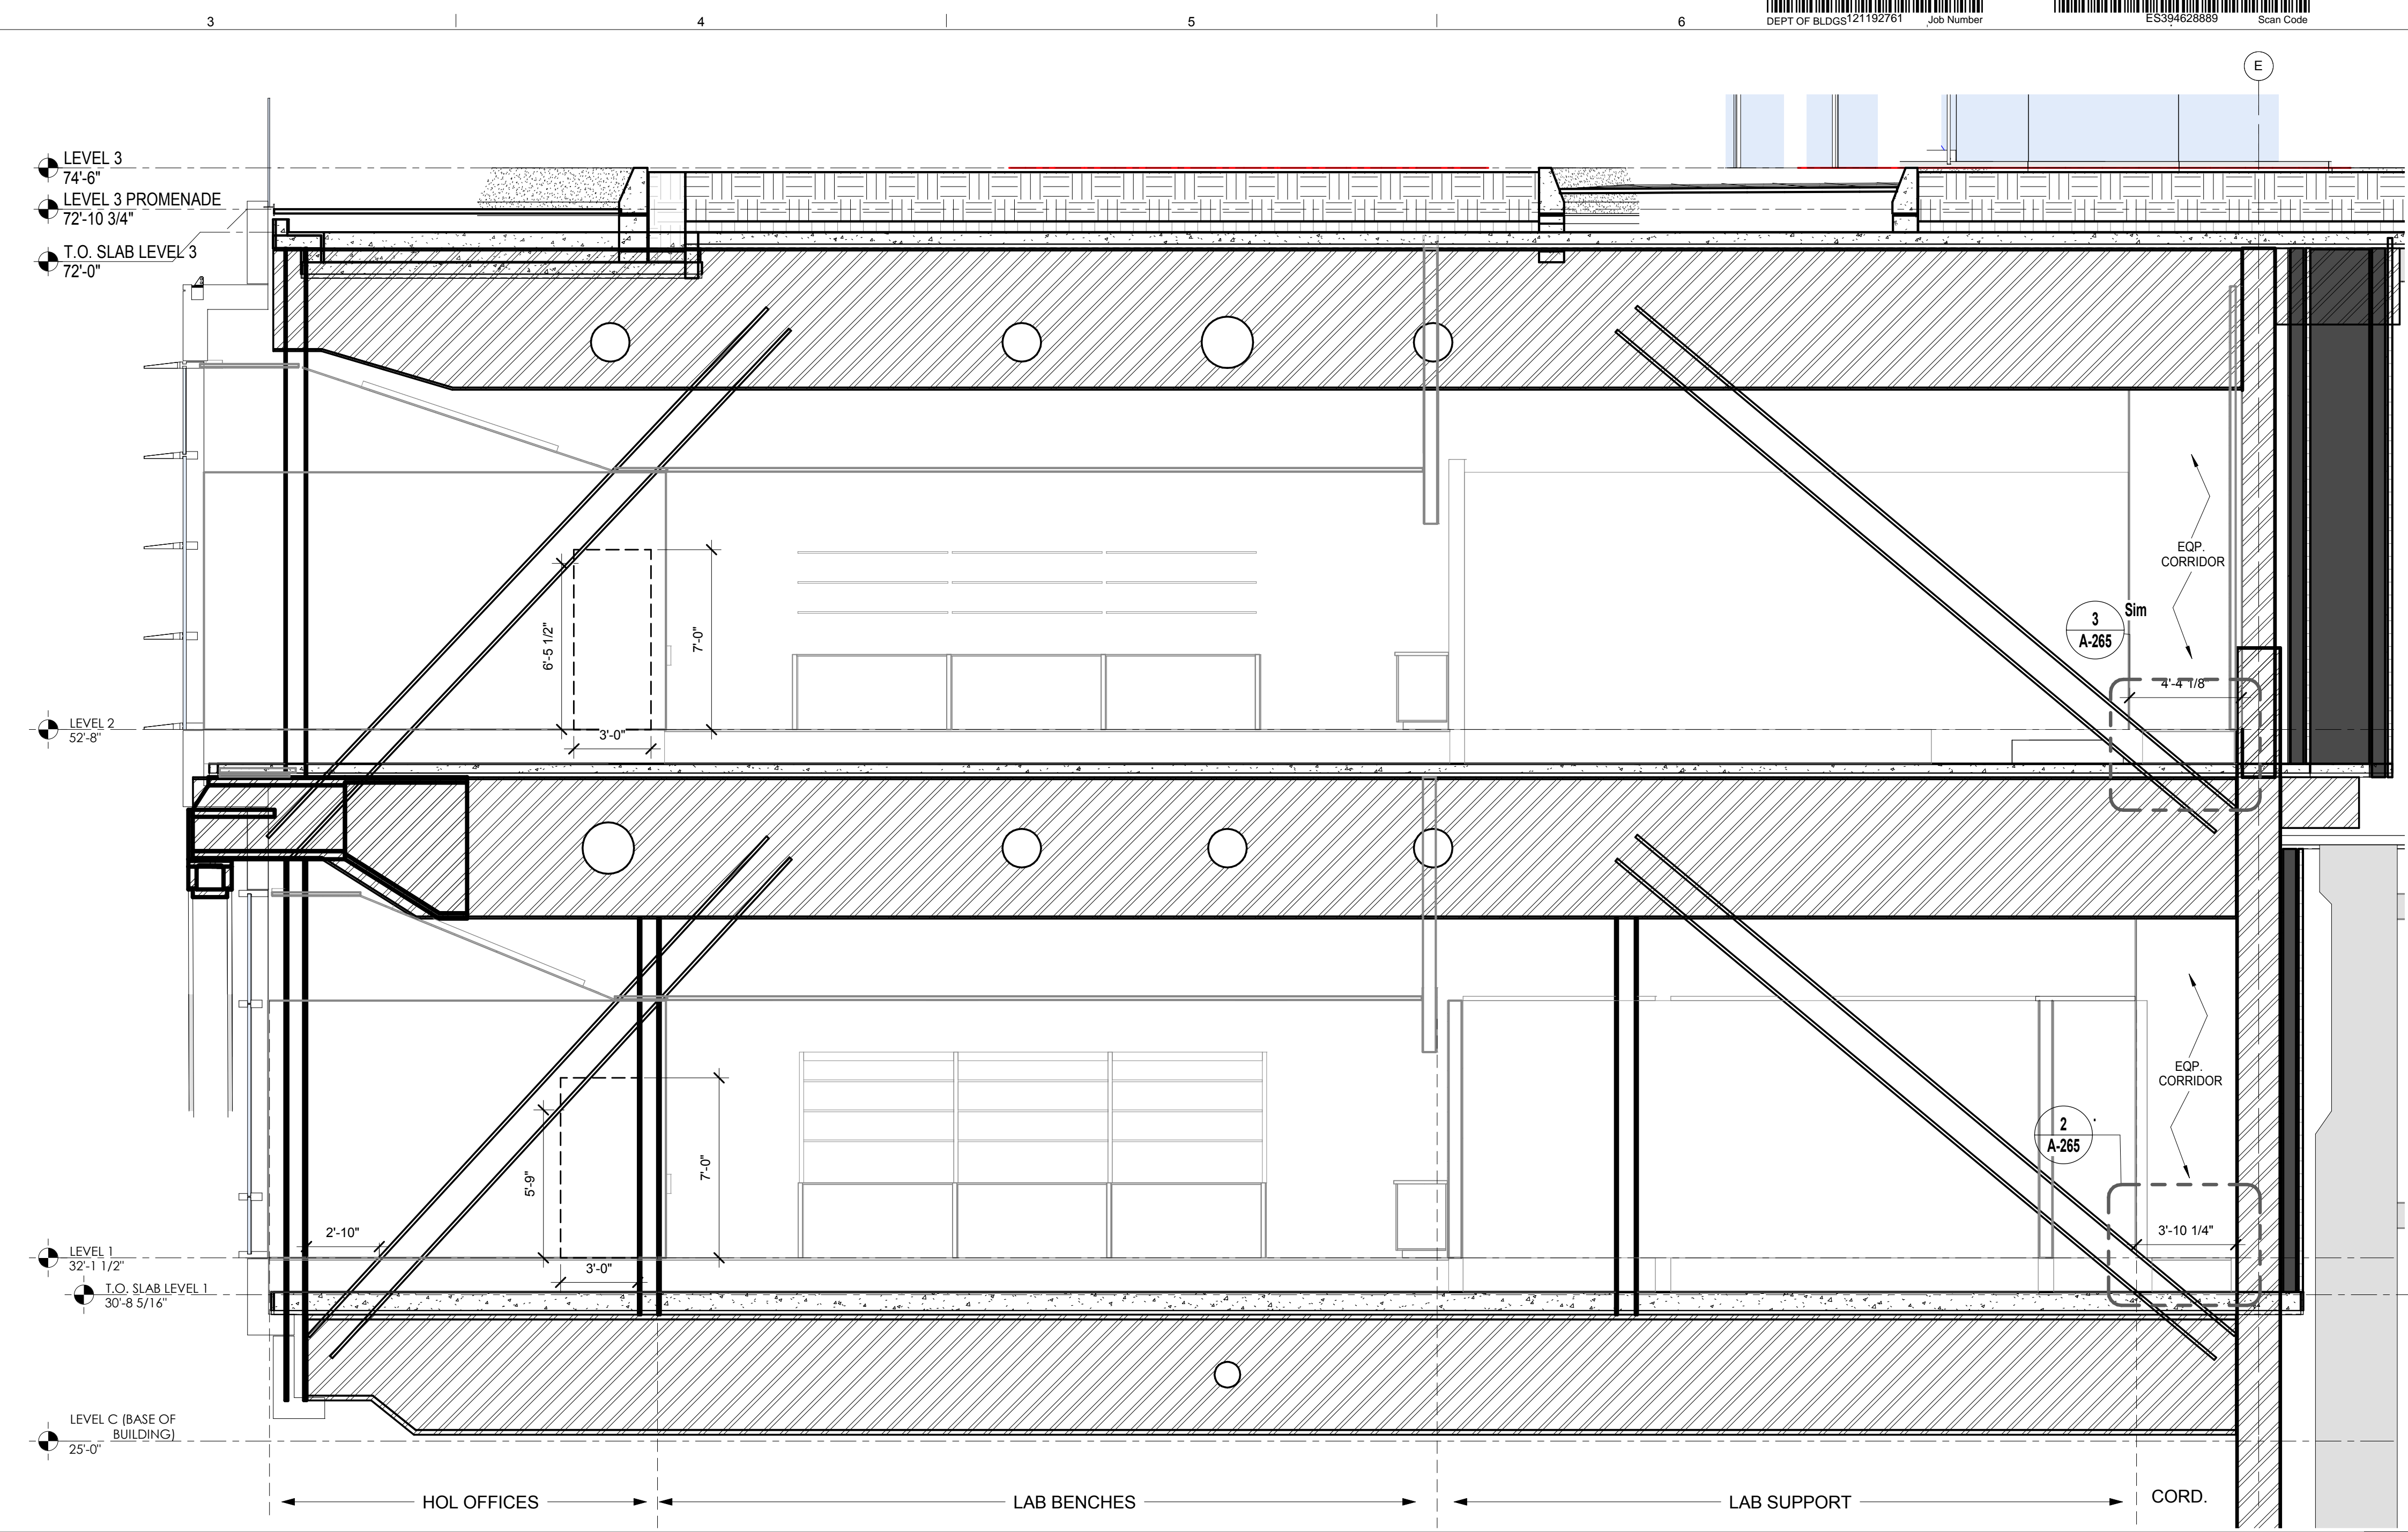 3
4
5
6
DEPT OF BLDGS 121192761 Job Number
ES394628889 Scan Code
E
LEVEL 3
74'-6"
LEVEL 3 PROMENADE
72'-10 3/4"
T.O. SLAB LEVEL 3
72'-0"
EQP.
CORRIDOR
3
A-265
Sim
6'-5 1/2"
7'-0"
4'-4 1/8"
LEVEL 2
52'-8"
3'-0"
EQP.
CORRIDOR
2
A-265
5'-9"
7'-0"
2'-10"
3'-10 1/4"
LEVEL 1
32'-1 1/2"
3'-0"
T.O. SLAB LEVEL 1
30'-8 5/16"
LEVEL C (BASE OF
BUILDING)
25'-0"
HOL OFFICES
LAB BENCHES
LAB SUPPORT
CORD.